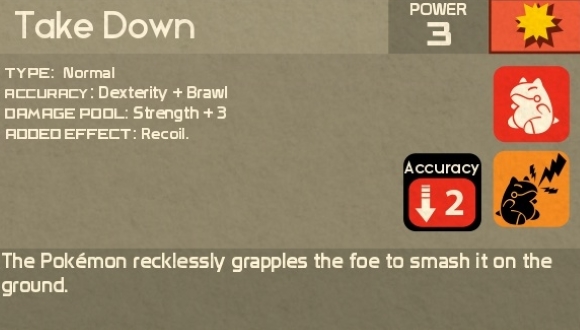 Take Down
POWER
3
TYPE: Normal
ACCURACY: Dexterity + Brawl
DAMAGE POOL: Strength + 3
ADDED EFFECT: Recoil.
Accuracy
2
The Pokémon recklessly grapples the foe to smash it on the
ground.